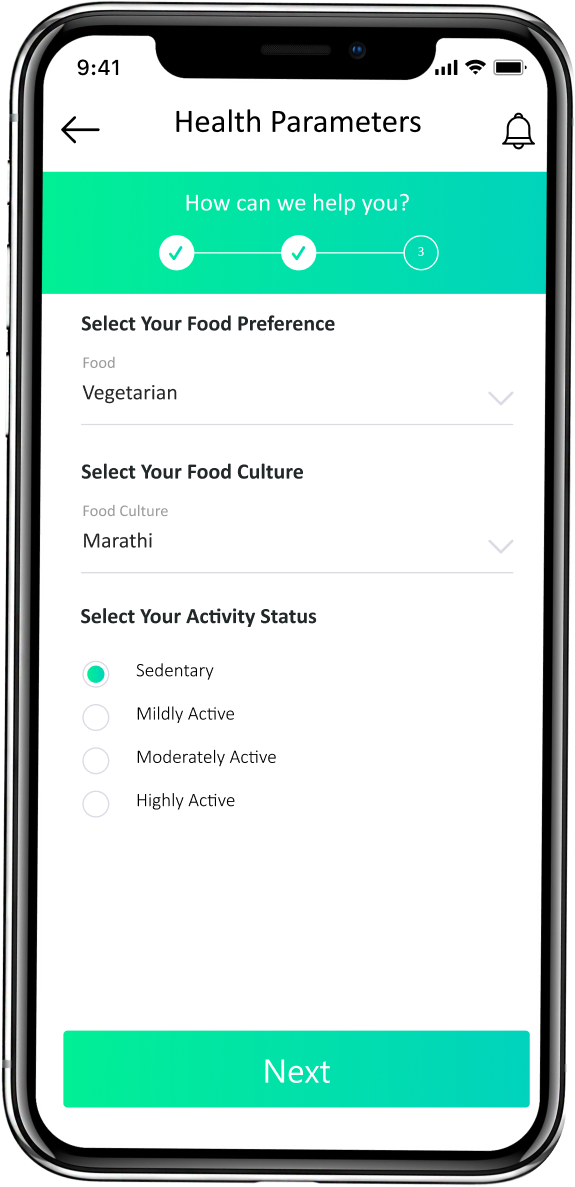 9:41
Health Parameters
How can we help you?
3
Select Your Food Preference
Food
Vegetarian
Select Your Food Culture
Food Culture
Marathi
Select Your Activity Status
Sedentary
Mildly Active
Moderately Active
Highly Active
Next